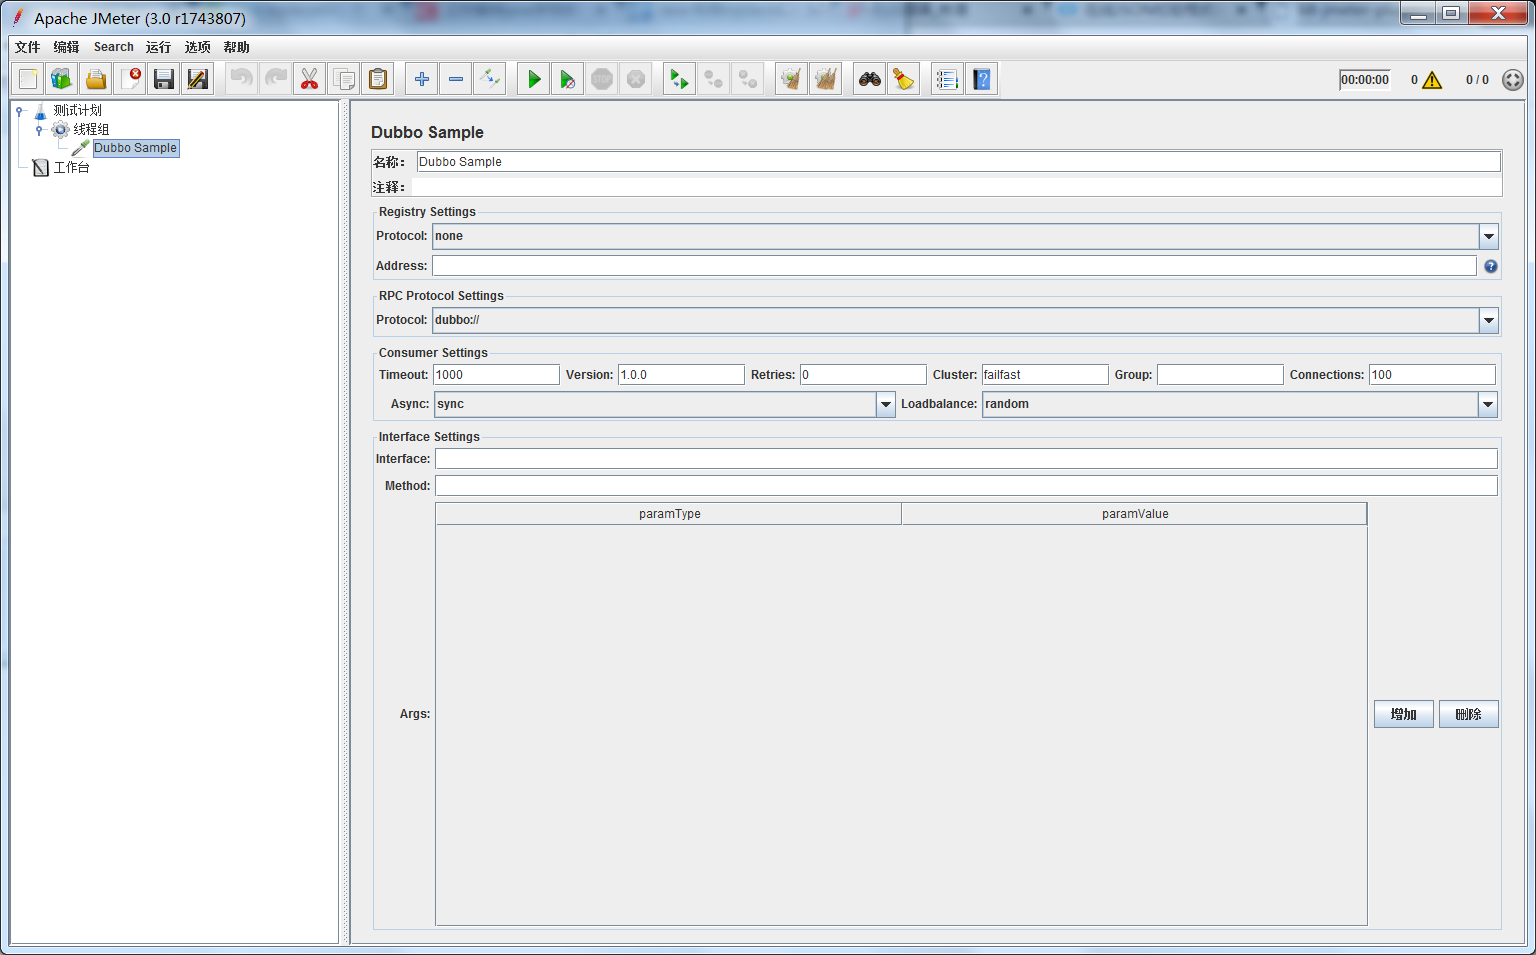 Apache JMeter (3.0 r1743807)
文件 编辑 Search 运行 选项 帮助
STOP 00:00:00 0 0 / 0
测试计划
线程组
Dubbo Sample
工作台
Dubbo Sample
名称： Dubbo Sample
注释：
Registry Settings
Protocol: none
Address:
RPC Protocol Settings
Protocol: dubbo://
Consumer Settings
Timeout: 1000 Version: 1.0.0 Retries: 0 Cluster: failfast Group: Connections: 100
Async: sync Loadbalance: random
Interface Settings
Interface:
Method:
paramType paramValue
Args: 增加 删除